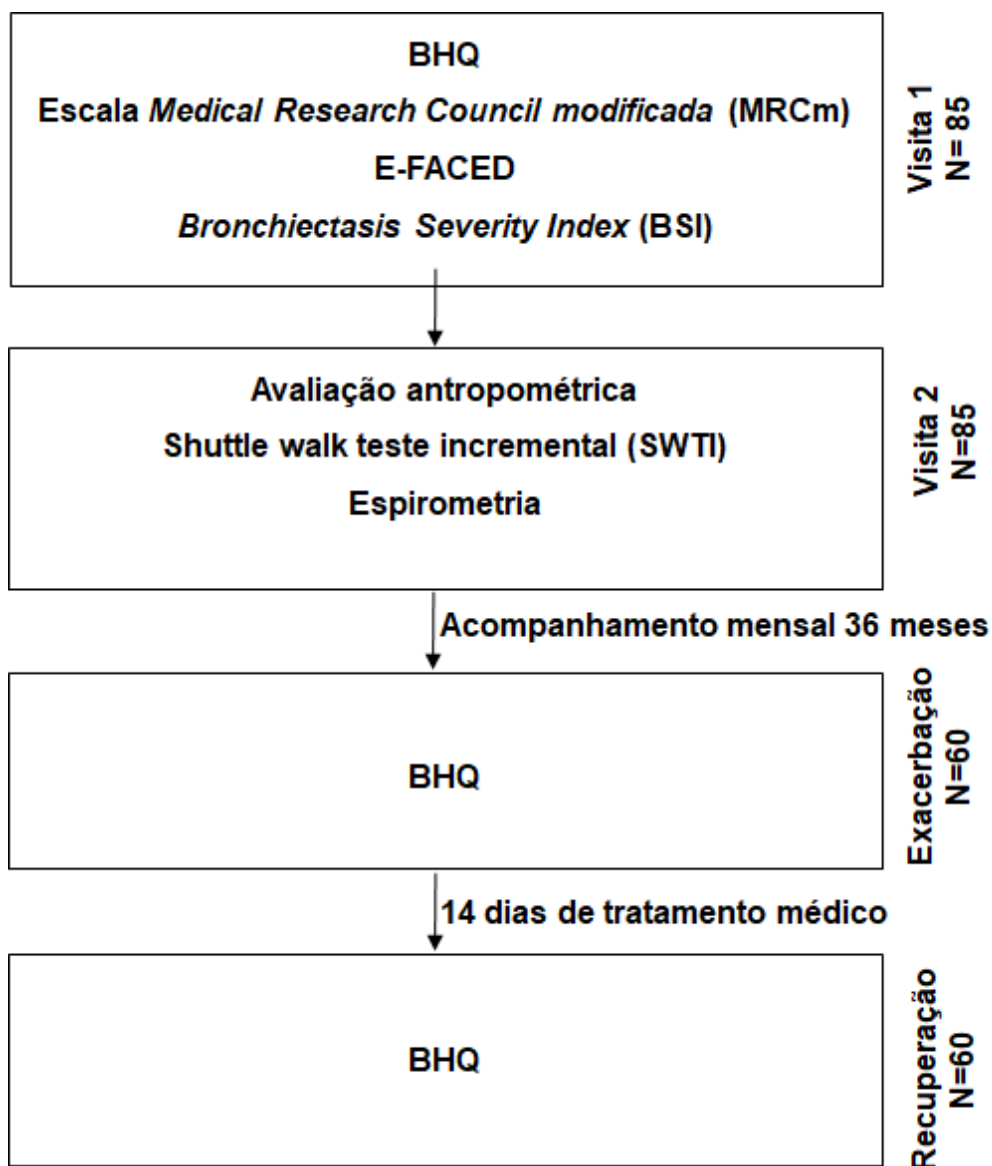 BHQ
Escala Medical Research Council modificada (MRCm)
E-FACED
Bronchiectasis Severity Index (BSI)
Visita 1
N= 85
Avaliação antropométrica
Shuttle walk teste incremental (SWTI)
Espirometria
Visita 2
N=85
Acompanhamento mensal 36 meses
BHQ
Exacerbação
N=60
14 dias de tratamento médico
BHQ
Recuperação
N=60